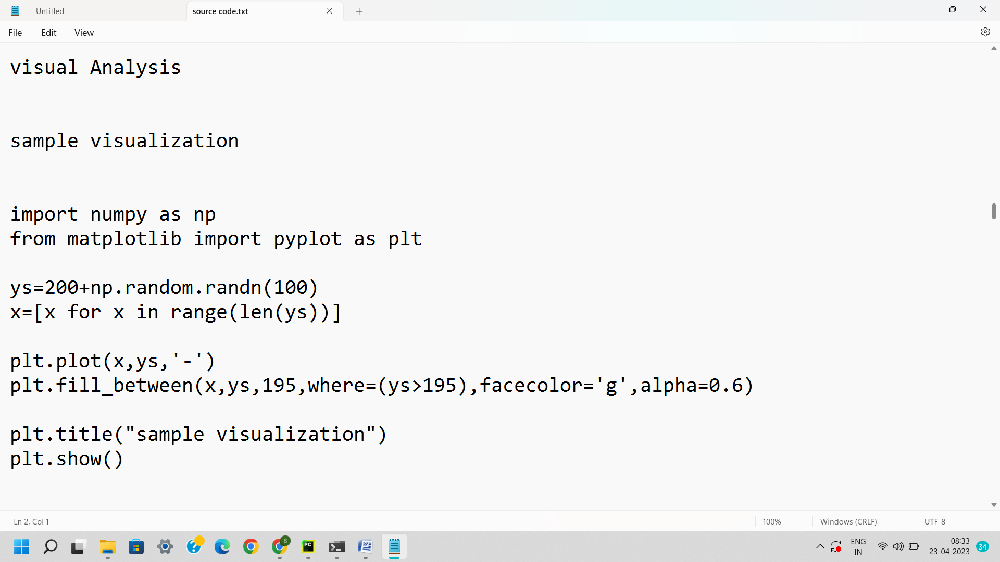 Untitled
source code.txt
File Edit View
visual Analysis
sample visualization
import numpy as np
from matplotlib import pyplot as plt
ys=200+np.random.randn(100)
x=[x for x in range(len(ys))]
plt.plot(x,ys,'-')
plt.fill_between(x,ys,195,where=(ys>195),facecolor='g',alpha=0.6)
plt.title("sample visualization")
plt.show()
Ln 2, Col 1 100% Windows (CRLF) UTF-8
S
PC
ENG
IN
08:33
23-04-2023
34